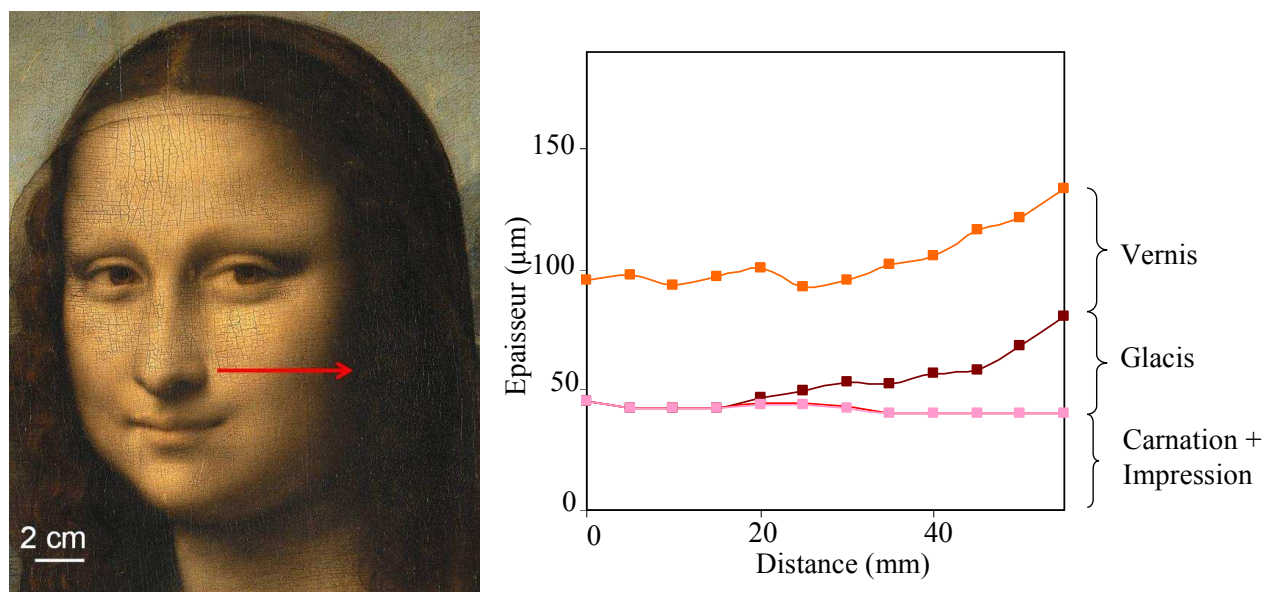 2 cm
Epaisseur (µm)
150
100
50
0
0
20
40
Distance (mm)
Vernis
Glacis
Carnation +
Impression